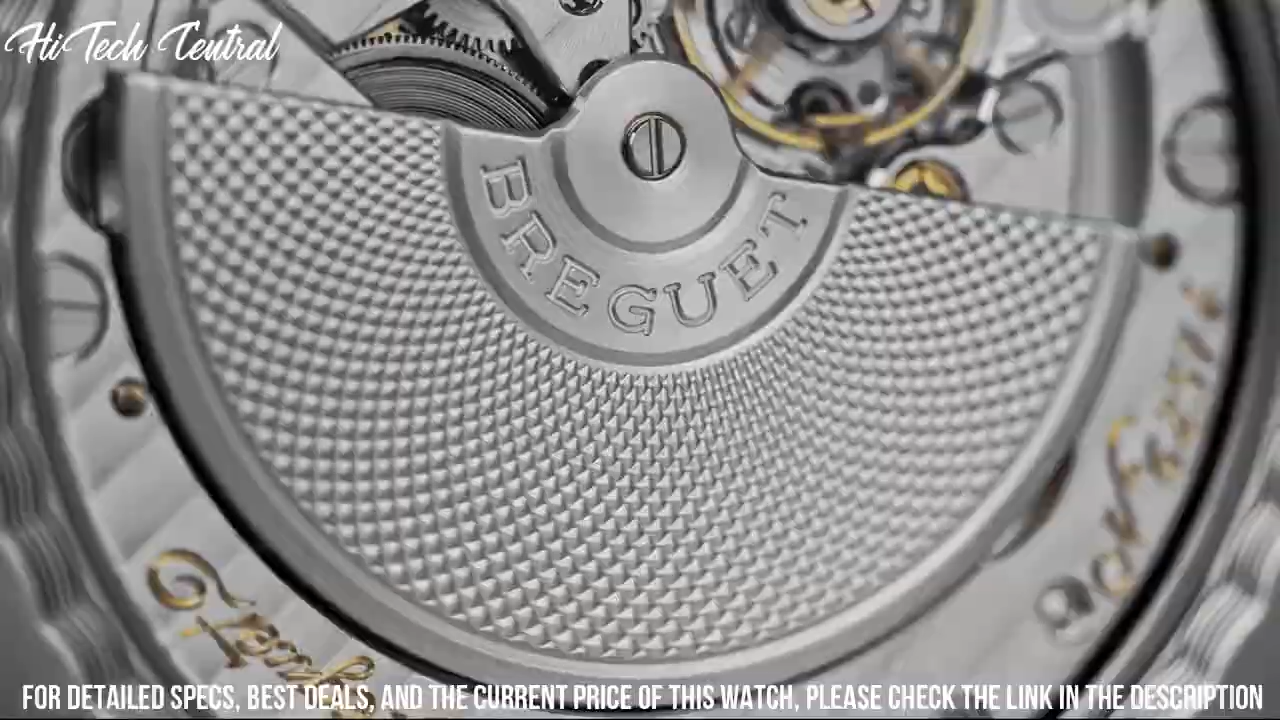 Hi Tech Central
BREGUET
FOR DETAILED SPECS, BEST DEALS, AND THE CURRENT PRICE OF THIS WATCH, PLEASE CHECK THE LINK IN THE DESCRIPTION